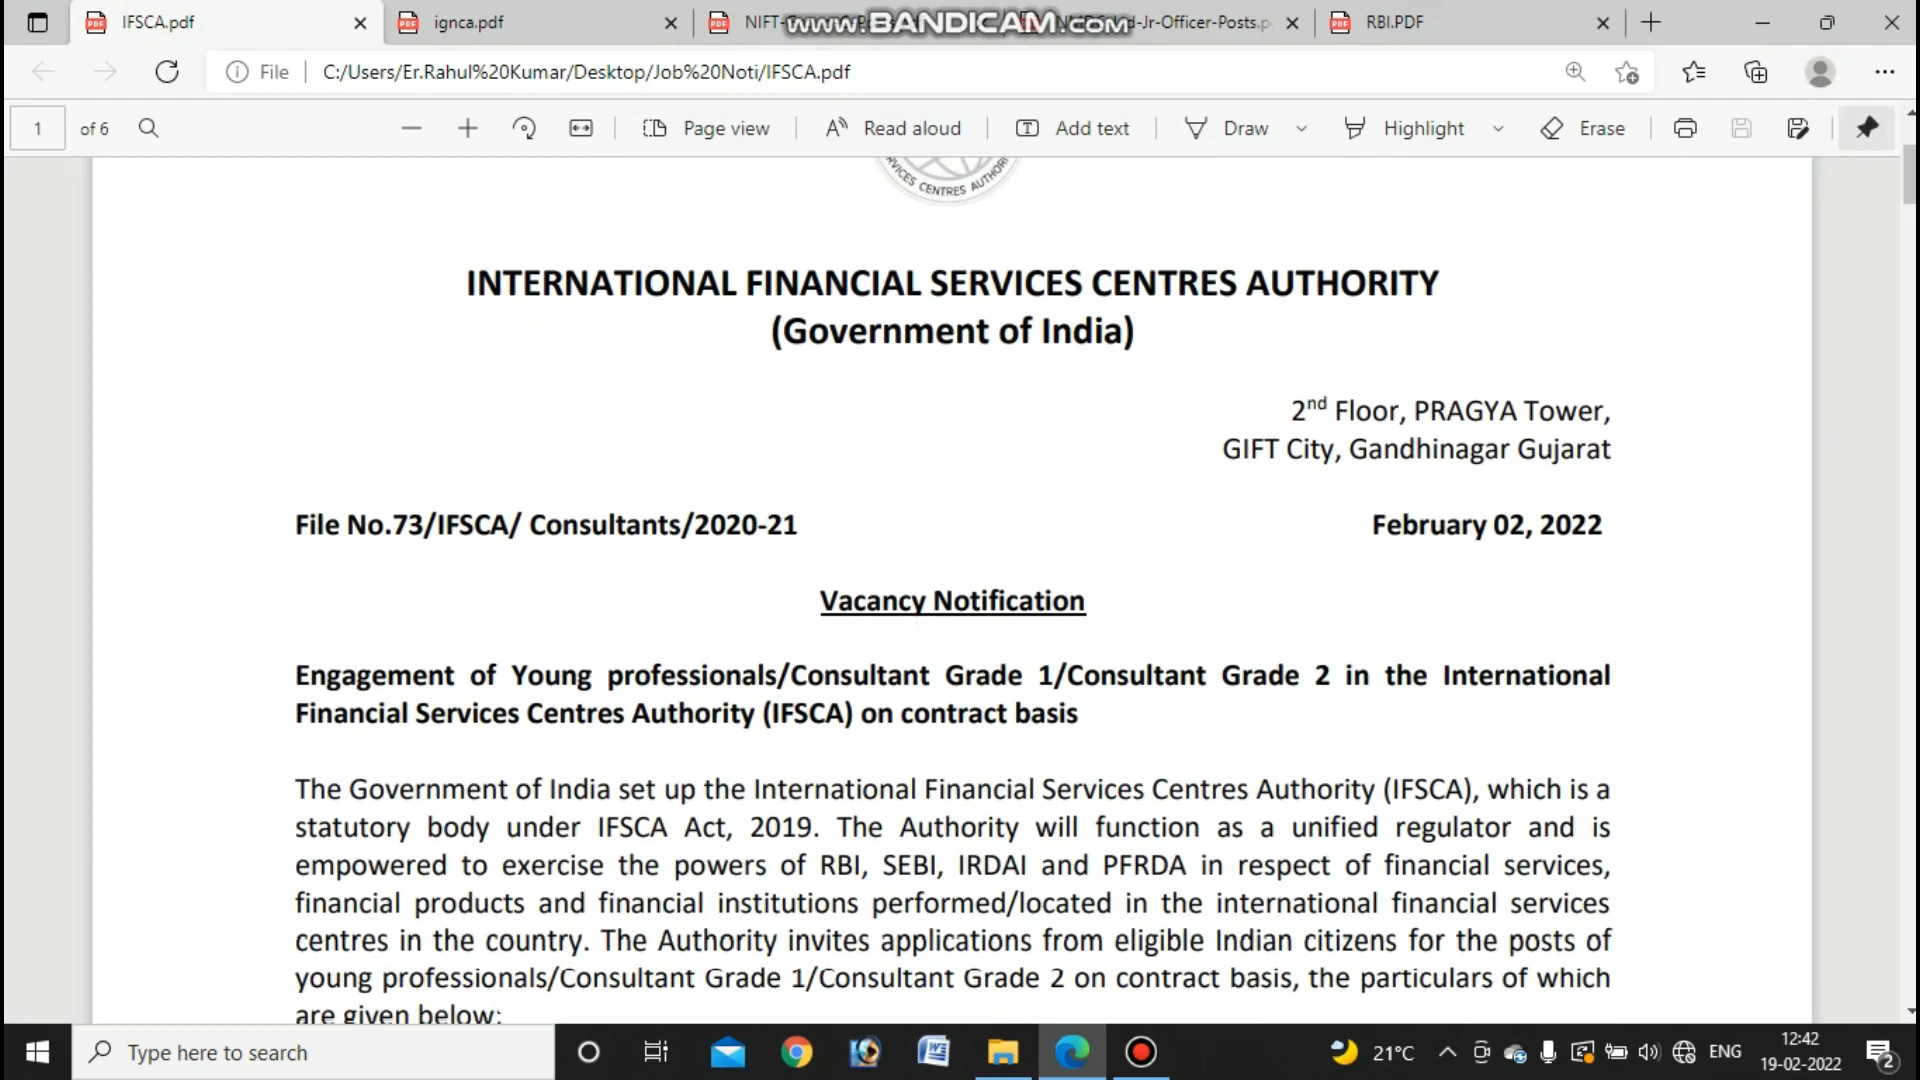 IFSCA.pdf
ignca.pdf
NIFT-
www.BANDICAM.com
d-Jr-Officer-Posts.p
RBI.PDF
File
C:/Users/Er.Rahul%20Kumar/Desktop/Job%20Noti/IFSCA.pdf
1 of 6
Page view
Read aloud
Add text
Draw
Highlight
Erase
RVICES CENTRES AUTHORI
INTERNATIONAL FINANCIAL SERVICES CENTRES AUTHORITY
(Government of India)
2nd Floor, PRAGYA Tower,
GIFT City, Gandhinagar Gujarat
File No.73/IFSCA/ Consultants/2020-21 February 02, 2022
Vacancy Notification
Engagement of Young professionals/Consultant Grade 1/Consultant Grade 2 in the International
Financial Services Centres Authority (IFSCA) on contract basis
The Government of India set up the International Financial Services Centres Authority (IFSCA), which is a
statutory body under IFSCA Act, 2019. The Authority will function as a unified regulator and is
empowered to exercise the powers of RBI, SEBI, IRDAI and PFRDA in respect of financial services,
financial products and financial institutions performed/located in the international financial services
centres in the country. The Authority invites applications from eligible Indian citizens for the posts of
young professionals/Consultant Grade 1/Consultant Grade 2 on contract basis, the particulars of which
are given below:
Type here to search
21°C
ENG
12:42
19-02-2022
2